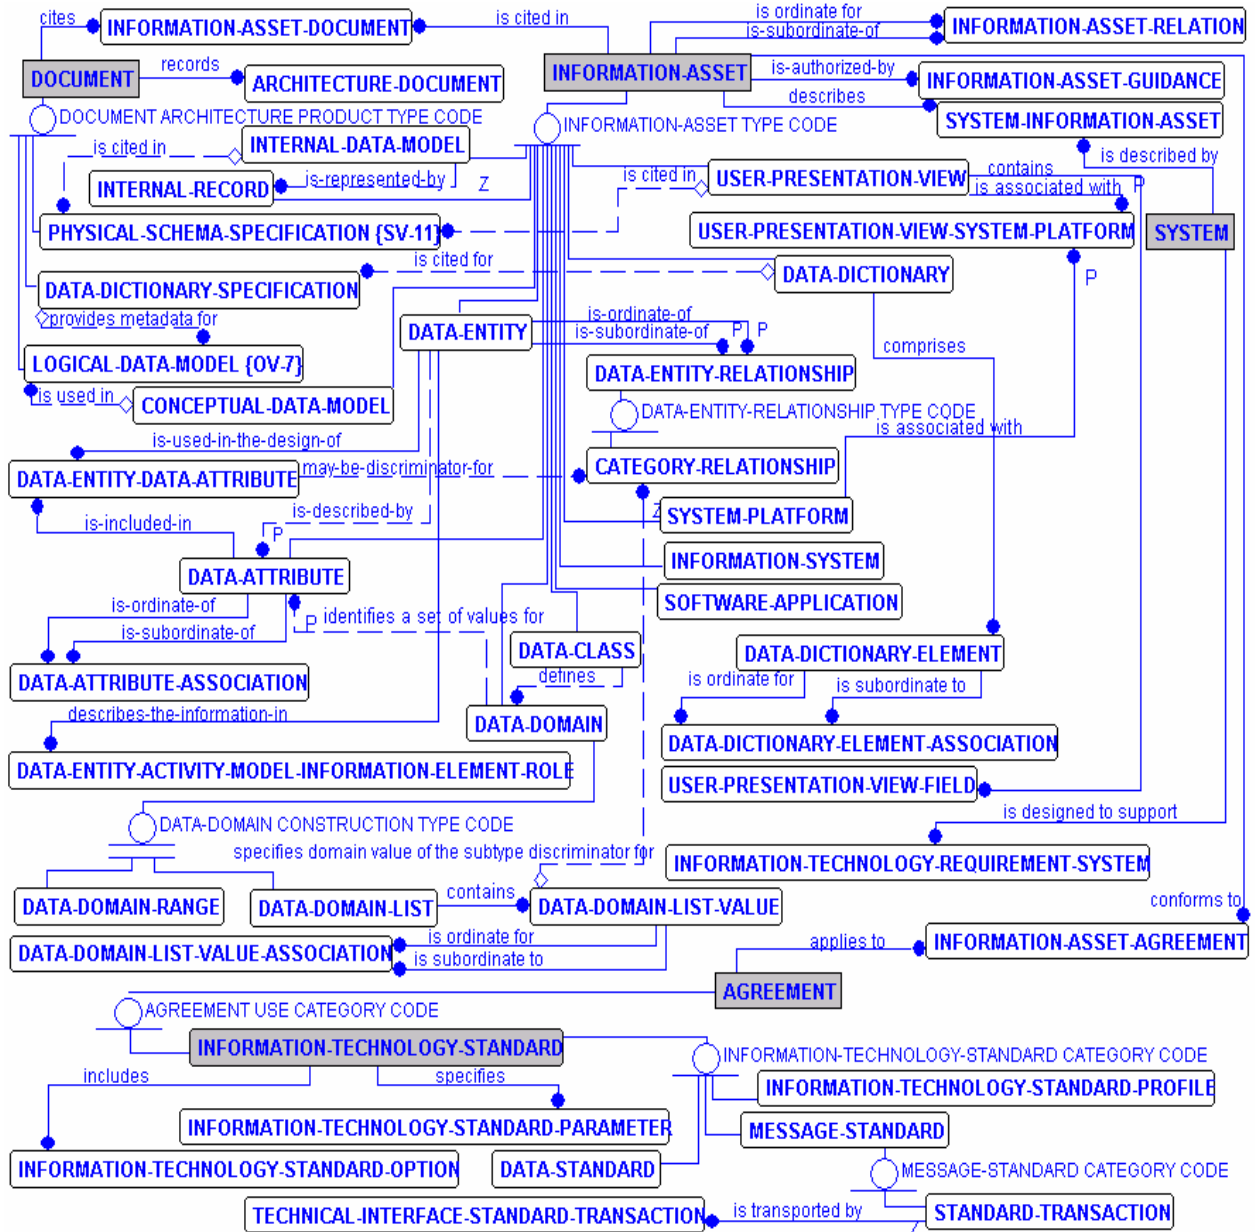 cites
INFORMATION-ASSET-DOCUMENT
is cited in
is ordinate for
is-subordinate-of
INFORMATION-ASSET-RELATION
DOCUMENT
records
ARCHITECTURE-DOCUMENT
INFORMATION-ASSET
is-authorized-by
INFORMATION-ASSET-GUIDANCE
describes
SYSTEM-INFORMATION-ASSET
DOCUMENT ARCHITECTURE PRODUCT TYPE CODE
INFORMATION-ASSET TYPE CODE
is cited in
INTERNAL-DATA-MODEL
is described by
INTERNAL-RECORD
is-represented-by
Z
is cited in
USER-PRESENTATION-VIEW
contains
is associated with
P
PHYSICAL-SCHEMA-SPECIFICATION {SV-11}
USER-PRESENTATION-VIEW-SYSTEM-PLATFORM
SYSTEM
is cited for
P
DATA-DICTIONARY-SPECIFICATION
DATA-DICTIONARY
provides metadata for
DATA-ENTITY
is-ordinate-of
is-subordinate-of
P
P
comprises
LOGICAL-DATA-MODEL {OV-7}
DATA-ENTITY-RELATIONSHIP
is used in
CONCEPTUAL-DATA-MODEL
DATA-ENTITY-RELATIONSHIP TYPE CODE
is associated with
is-used-in-the-design-of
DATA-ENTITY-DATA-ATTRIBUTE
may-be-discriminator-for
CATEGORY-RELATIONSHIP
is-included-in
is-described-by
P
Z
SYSTEM-PLATFORM
DATA-ATTRIBUTE
INFORMATION-SYSTEM
is-ordinate-of
SOFTWARE-APPLICATION
P
identifies a set of values for
is-subordinate-of
DATA-CLASS
DATA-DICTIONARY-ELEMENT
DATA-ATTRIBUTE-ASSOCIATION
defines
is ordinate for
is subordinate to
describes-the-information-in
DATA-DOMAIN
DATA-DICTIONARY-ELEMENT-ASSOCIATION
DATA-ENTITY-ACTIVITY-MODEL-INFORMATION-ELEMENT-ROLE
USER-PRESENTATION-VIEW-FIELD
is designed to support
DATA-DOMAIN CONSTRUCTION TYPE CODE
specifies domain value of the subtype discriminator for
INFORMATION-TECHNOLOGY-REQUIREMENT-SYSTEM
DATA-DOMAIN-RANGE
DATA-DOMAIN-LIST
contains
DATA-DOMAIN-LIST-VALUE
conforms to
DATA-DOMAIN-LIST-VALUE-ASSOCIATION
is ordinate for
is subordinate to
applies to
INFORMATION-ASSET-AGREEMENT
AGREEMENT
AGREEMENT USE CATEGORY CODE
INFORMATION-TECHNOLOGY-STANDARD
INFORMATION-TECHNOLOGY-STANDARD CATEGORY CODE
includes
specifies
INFORMATION-TECHNOLOGY-STANDARD-PROFILE
INFORMATION-TECHNOLOGY-STANDARD-PARAMETER
MESSAGE-STANDARD
INFORMATION-TECHNOLOGY-STANDARD-OPTION
DATA-STANDARD
MESSAGE-STANDARD CATEGORY CODE
TECHNICAL-INTERFACE-STANDARD-TRANSACTION
is transported by
STANDARD-TRANSACTION